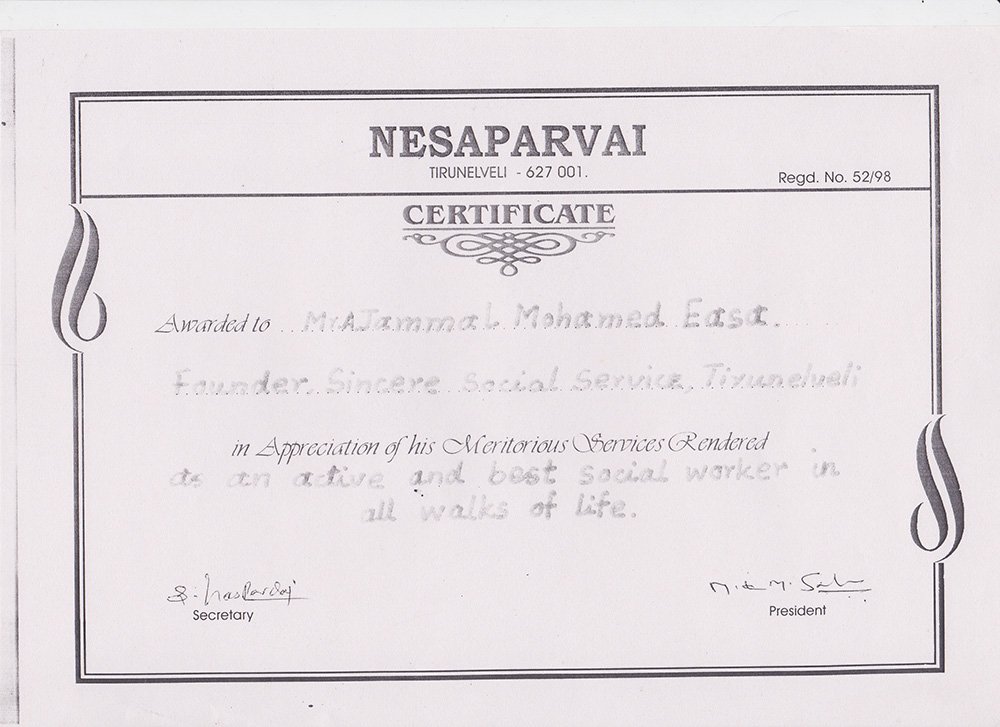 NESAPARVAI
TIRUNELVELI - 627 001.
Regd. No. 52/98
CERTIFICATE
Awarded to Mr.A.Jammal Mohamed Easa.
Founder, Sincere Social Service, Tirunelveli
in Appreciation of his Meritorious Services Rendered
as an active and best social worker in
all walks of life.
Secretary
President